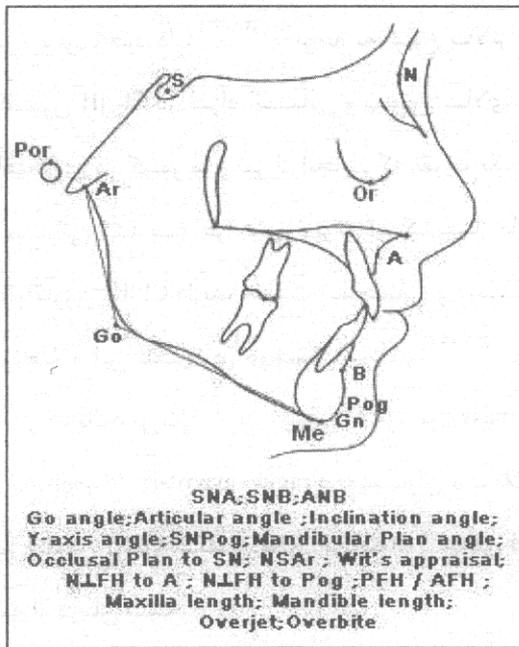 S
N
Por
Ar
Or
A
Go
B
Pog
Gn
Me
SNA;SNB;ANB
Go angle;Articular angle ;Inclination angle;
Y-axis angle;SNPog;Mandibular Plan angle;
Occlusal Plan to SN; NSAr ; Wit's appraisal;
N⊥FH to A ; N⊥FH to Pog ;PFH / AFH ;
Maxilla length; Mandible length;
Overjet;Overbite